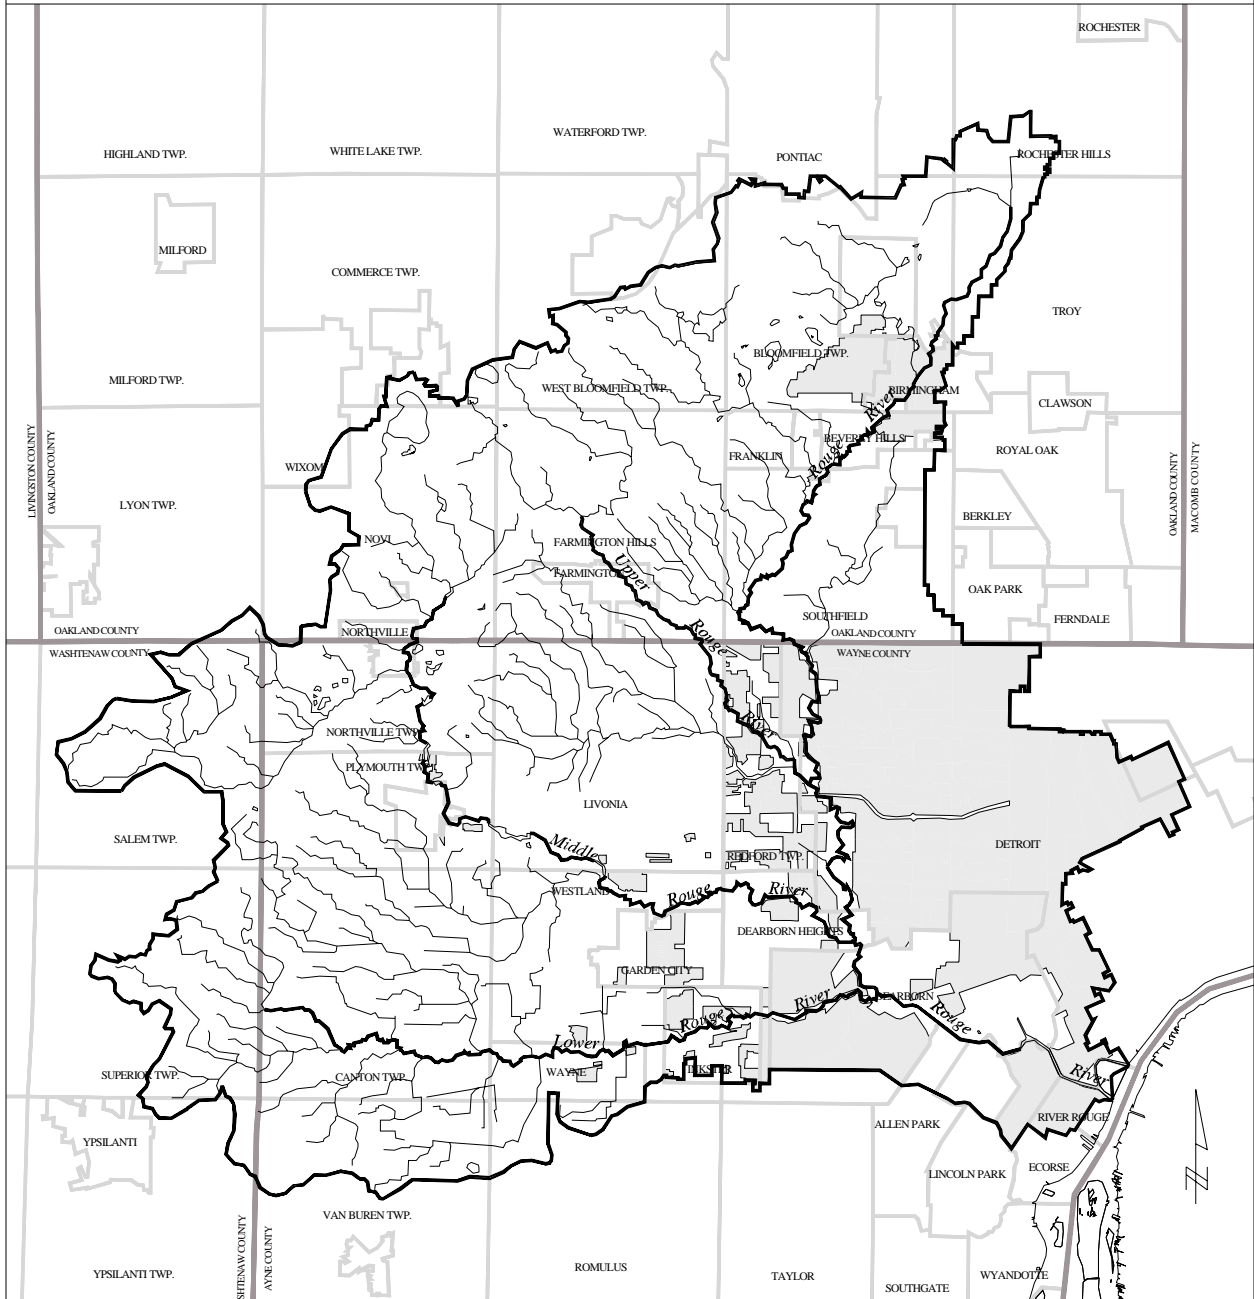 ROCHESTER
WATERFORD TWP.
WHITE LAKE TWP.
HIGHLAND TWP.
PONTIAC
ROCHESTER HILLS
MILFORD
COMMERCE TWP.
TROY
BLOOMFIELD TWP.
MILFORD TWP.
WEST BLOOMFIELD TWP.
BIRMINGHAM
CLAWSON
River
BEVERLY HILLS
ROYAL OAK
FRANKLIN
Rouge
WIXOM
LIVINGSTON COUNTY
OAKLAND COUNTY
OAKLAND COUNTY
MACOMB COUNTY
LYON TWP.
BERKLEY
NOVI
FARMINGTON HILLS
FARMINGTON
Upper
OAK PARK
SOUTHFIELD
FERNDALE
OAKLAND COUNTY
NORTHVILLE
Rouge
OAKLAND COUNTY
WASHTENAW COUNTY
WAYNE COUNTY
River
NORTHVILLE TWP.
PLYMOUTH TWP.
LIVONIA
SALEM TWP.
DETROIT
Middle
REDFORD TWP.
WESTLAND
Rouge
River
DEARBORN HEIGHTS
GARDEN CITY
DEARBORN
River
Rouge
Rouge
Lower
WAYNE
INKSTER
River
SUPERIOR TWP.
CANTON TWP.
RIVER ROUGE
ALLEN PARK
YPSILANTI
ECORSE
LINCOLN PARK
VAN BUREN TWP.
SHTENAW COUNTY
AYNE COUNTY
YPSILANTI TWP.
ROMULUS
TAYLOR
WYANDOTTE
SOUTHGATE
N